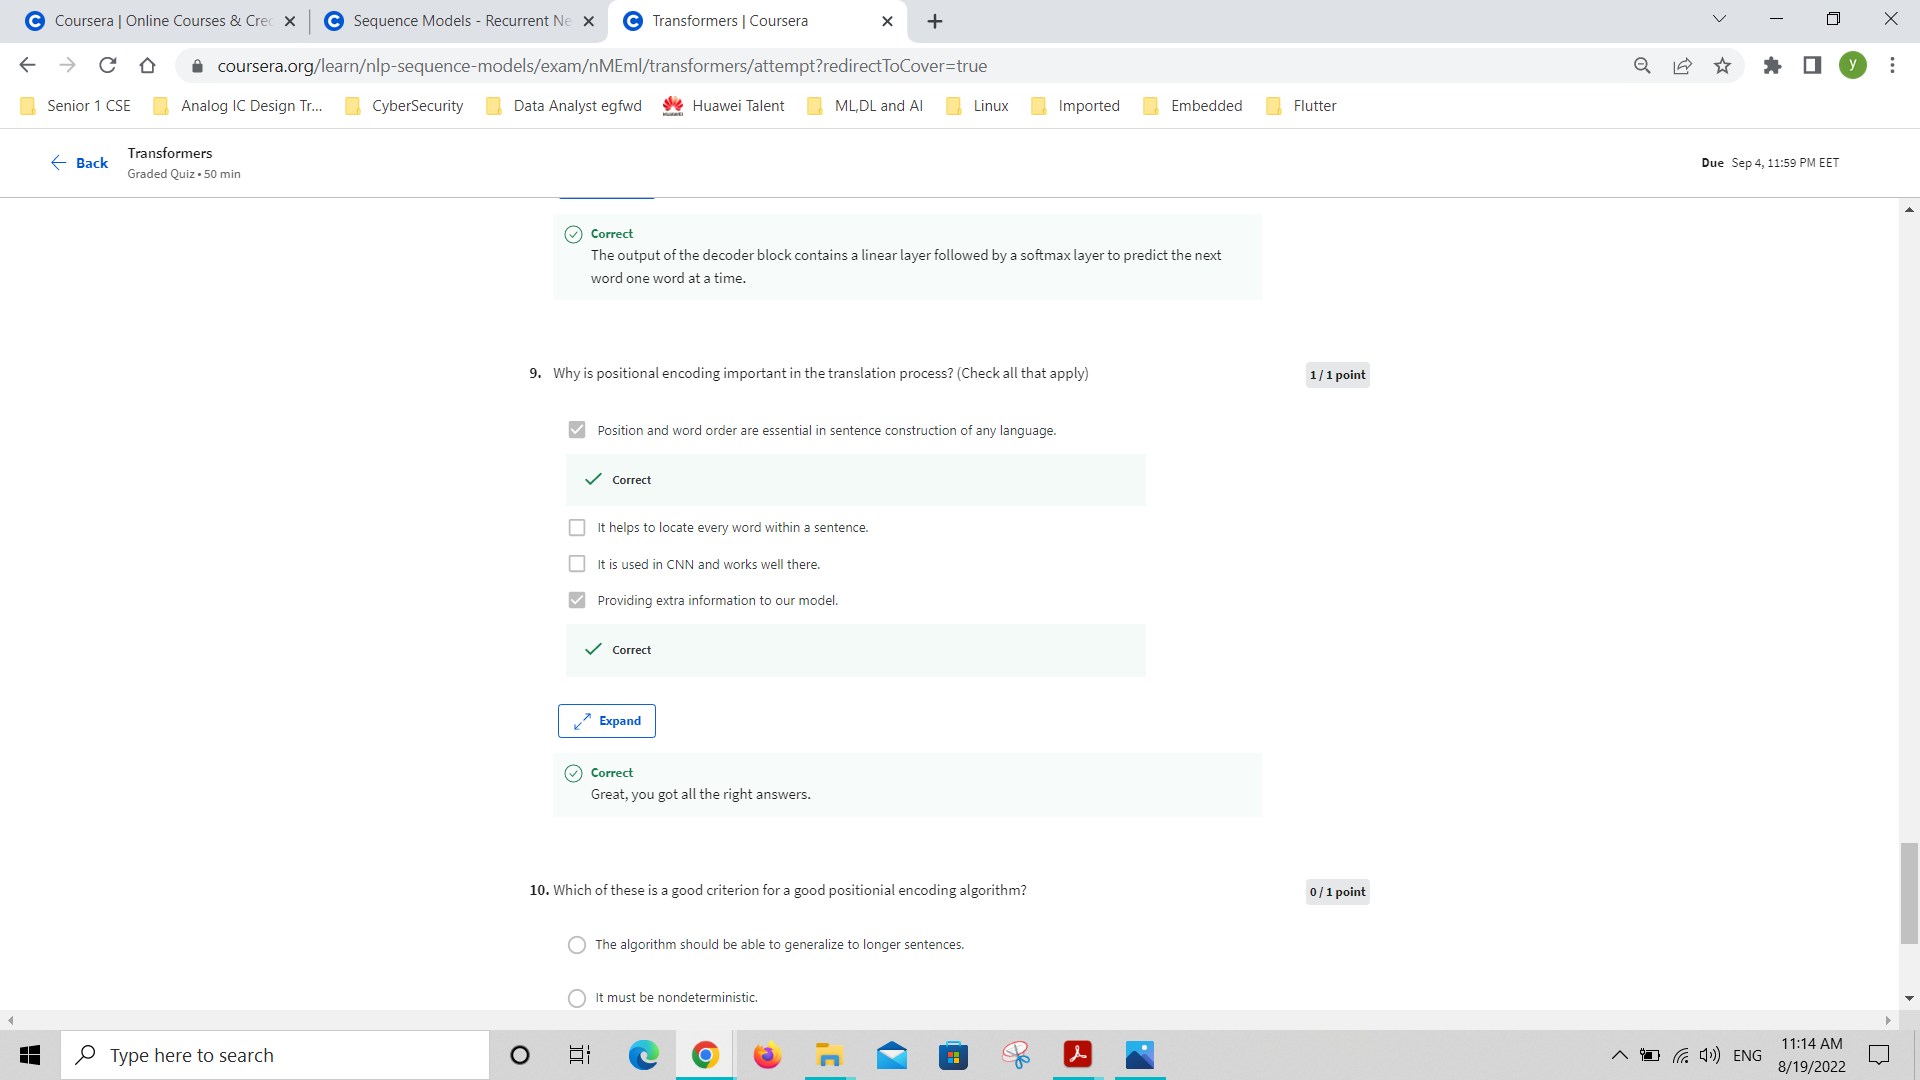 Coursera | Online Courses & Crec
Sequence Models - Recurrent Ne
Transformers | Coursera
coursera.org/learn/nlp-sequence-models/exam/nMEml/transformers/attempt?redirectToCover=true
y
Senior 1 CSE
Analog IC Design Tr...
CyberSecurity
Data Analyst egfwd
Huawei Talent
ML,DL and AI
Linux
Imported
Embedded
Flutter
Back
Transformers
Graded Quiz • 50 min
Due Sep 4, 11:59 PM EET
Correct
The output of the decoder block contains a linear layer followed by a softmax layer to predict the next
word one word at a time.
9. Why is positional encoding important in the translation process? (Check all that apply)
1 / 1 point
Position and word order are essential in sentence construction of any language.
Correct
It helps to locate every word within a sentence.
It is used in CNN and works well there.
Providing extra information to our model.
Correct
Expand
Correct
Great, you got all the right answers.
10. Which of these is a good criterion for a good positionial encoding algorithm?
0 / 1 point
The algorithm should be able to generalize to longer sentences.
It must be nondeterministic.
Type here to search
ENG
11:14 AM
8/19/2022